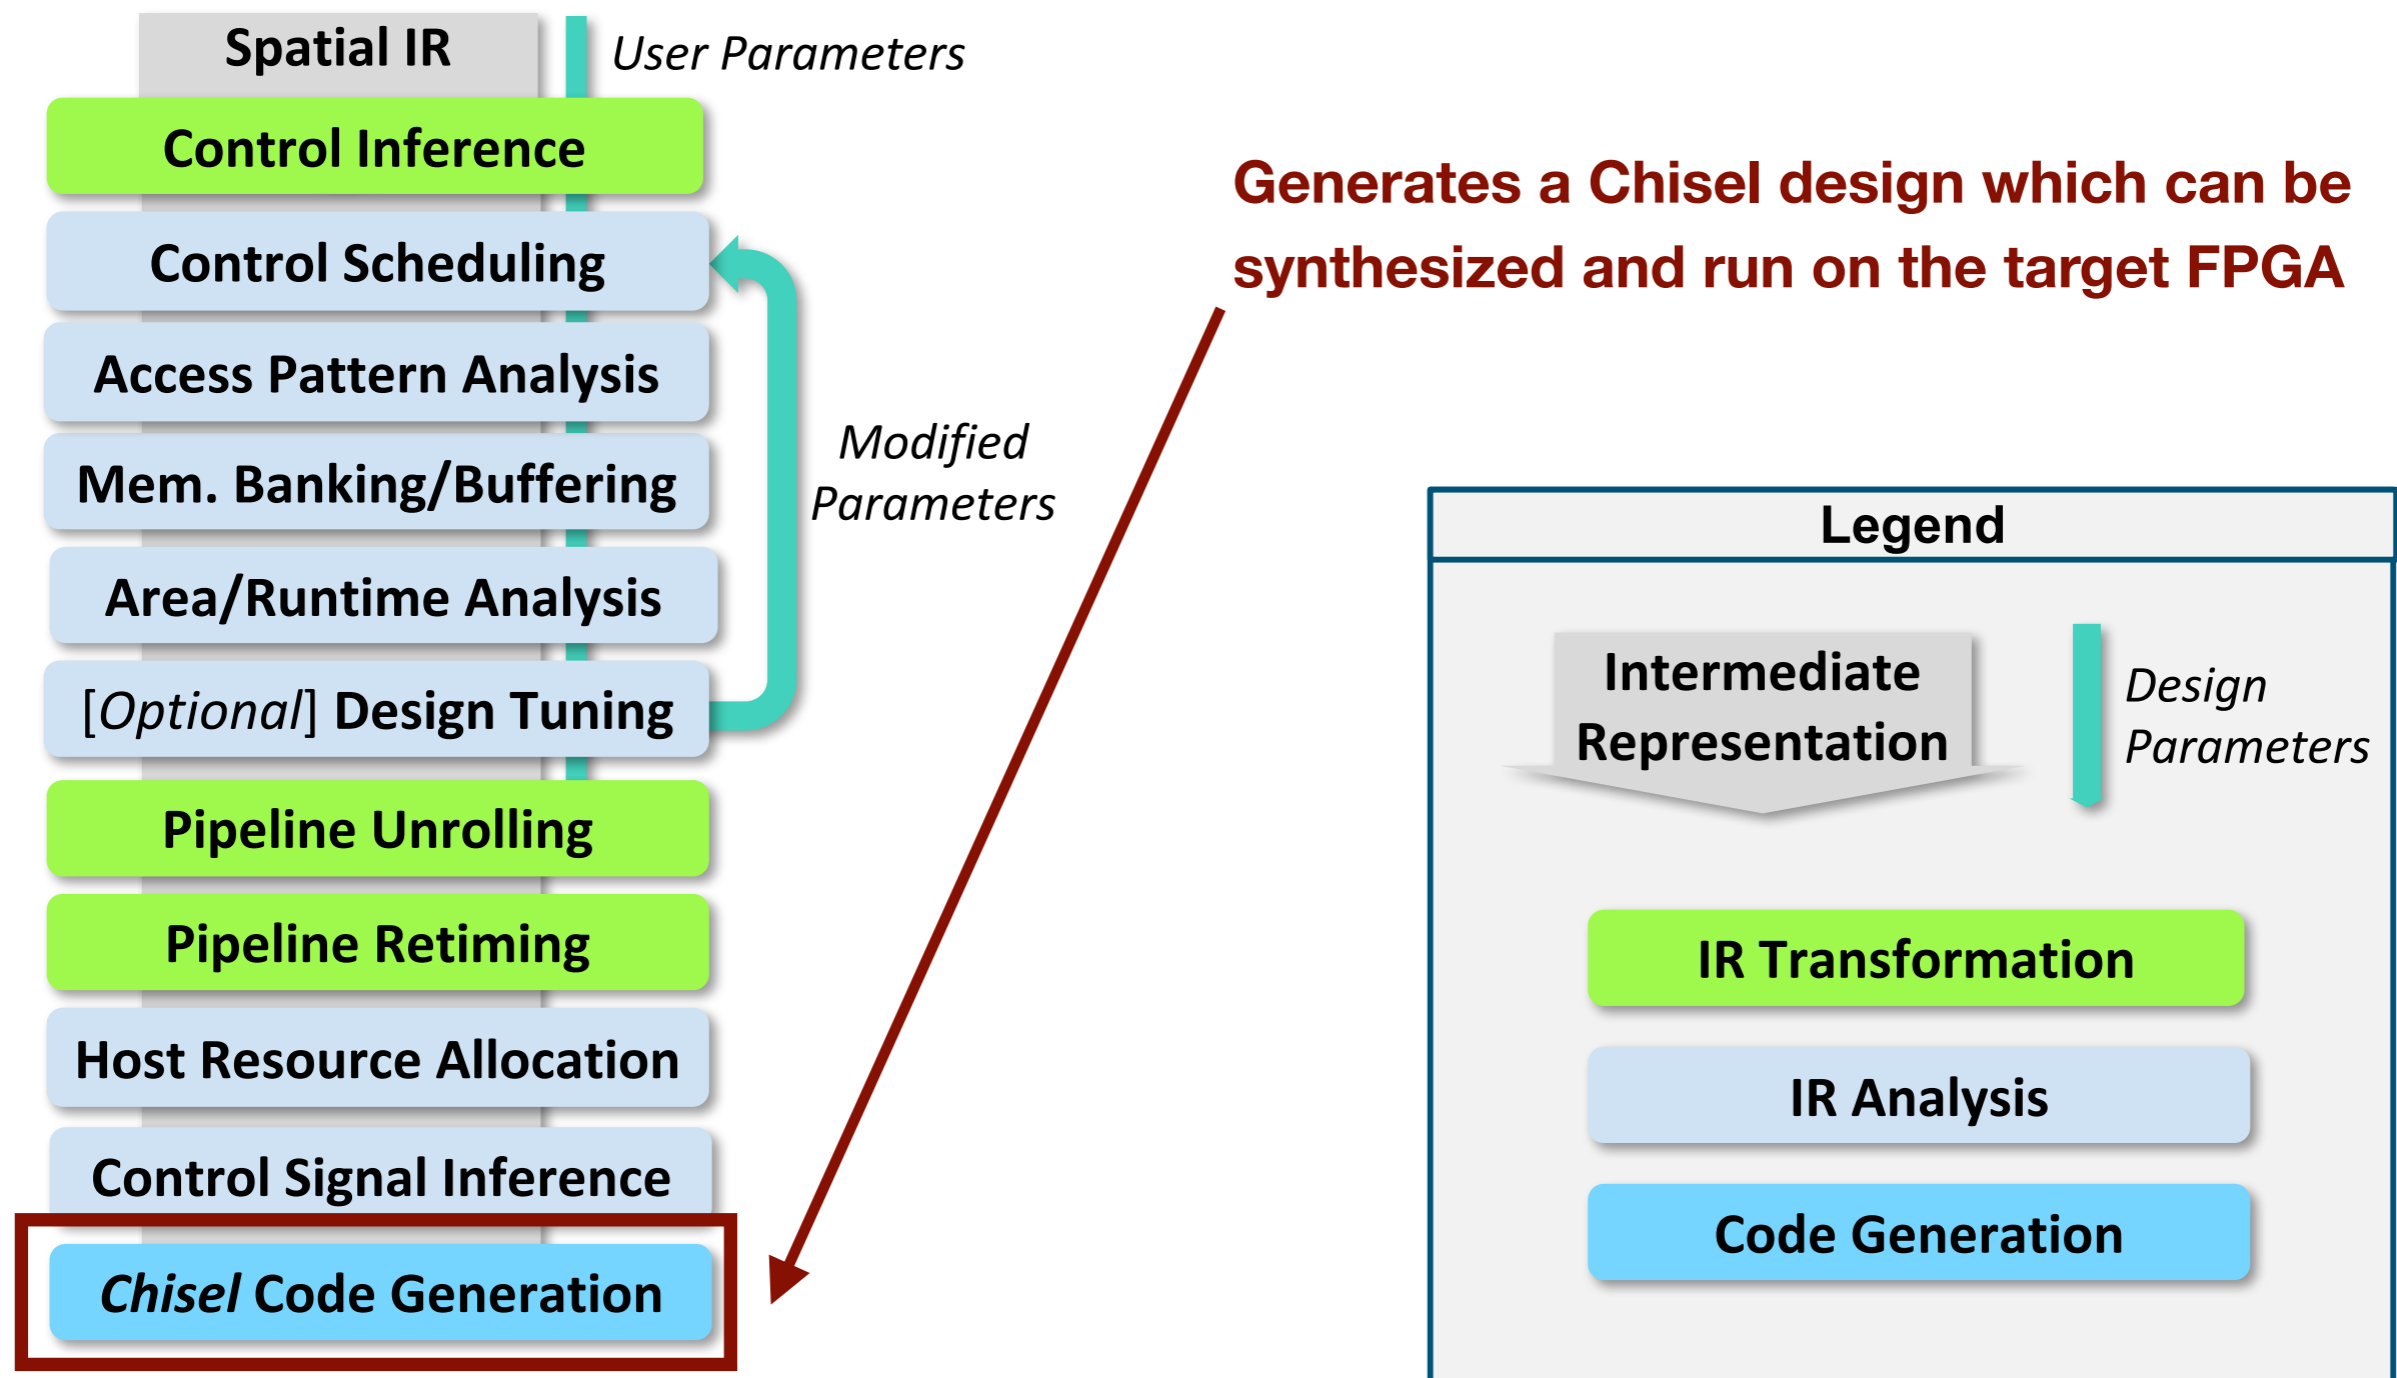 Spatial IR
User Parameters
Control Inference
Control Scheduling
Access Pattern Analysis
Mem. Banking/Buffering
Area/Runtime Analysis
[Optional] Design Tuning
Pipeline Unrolling
Pipeline Retiming
Host Resource Allocation
Control Signal Inference
Chisel Code Generation
Modified
Parameters
Generates a Chisel design which can be
synthesized and run on the target FPGA
Legend
Intermediate
Representation
Design
Parameters
IR Transformation
IR Analysis
Code Generation